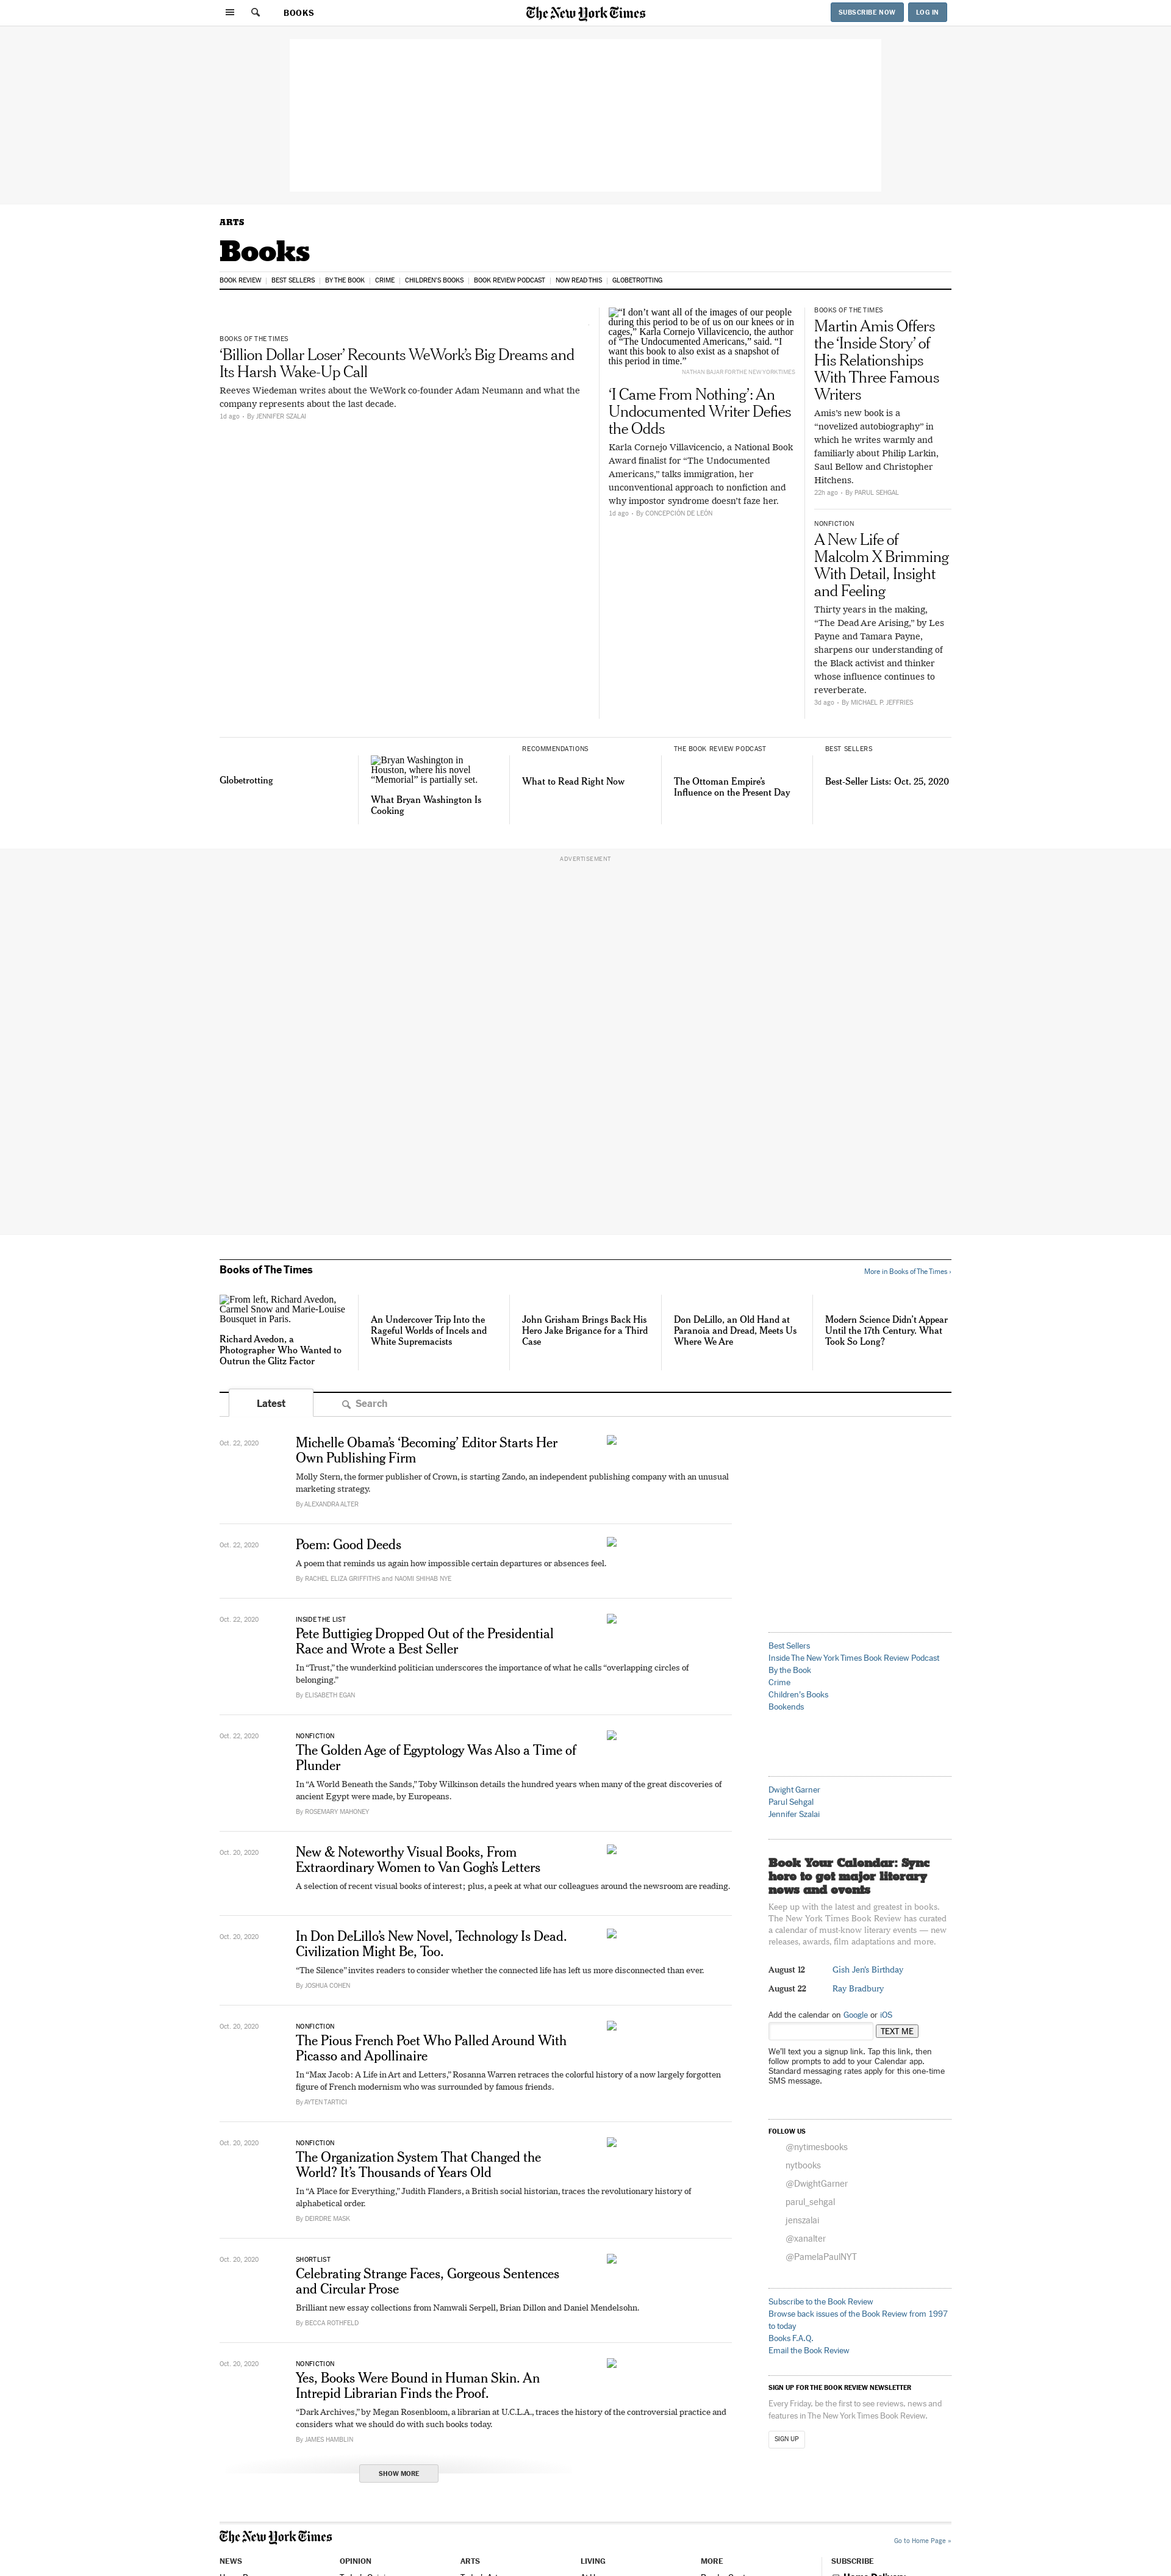 BOOKS
The New York Times
SUBSCRIBE NOW
LOG IN
ARTS
Books
BOOK REVIEW
BEST SELLERS
BY THE BOOK
CRIME
CHILDREN'S BOOKS
BOOK REVIEW PODCAST
NOW READ THIS
GLOBETROTTING
BOOKS OF THE TIMES
‘Billion Dollar Loser’ Recounts WeWork’s Big Dreams and
Its Harsh Wake-Up Call
Reeves Wiedeman writes about the WeWork co-founder Adam Neumann and what the
company represents about the last decade.
1d ago • By JENNIFER SZALAI
“I don’t want all of the images of our people
during this period to be of us on our knees or in
cages,” Karla Cornejo Villavicencio, the author
of “The Undocumented Americans,” said. “I
want this book to also exist as a snapshot of
this period in time.”
NATHAN BAJAR FOR THE NEW YORK TIMES
‘I Came From Nothing’: An
Undocumented Writer Defies
the Odds
Karla Cornejo Villavicencio, a National Book
Award finalist for “The Undocumented
Americans,” talks immigration, her
unconventional approach to nonfiction and
why impostor syndrome doesn’t faze her.
1d ago • By CONCEPCIÓN DE LEÓN
BOOKS OF THE TIMES
Martin Amis Offers
the ‘Inside Story’ of
His Relationships
With Three Famous
Writers
Amis’s new book is a
“novelized autobiography” in
which he writes warmly and
familiarly about Philip Larkin,
Saul Bellow and Christopher
Hitchens.
22h ago • By PARUL SEHGAL
NONFICTION
A New Life of
Malcolm X Brimming
With Detail, Insight
and Feeling
Thirty years in the making,
“The Dead Are Arising,” by Les
Payne and Tamara Payne,
sharpens our understanding of
the Black activist and thinker
whose influence continues to
reverberate.
3d ago • By MICHAEL P. JEFFRIES
Globetrotting
Bryan Washington in
Houston, where his novel
“Memorial” is partially set.
What Bryan Washington Is
Cooking
RECOMMENDATIONS
What to Read Right Now
THE BOOK REVIEW PODCAST
The Ottoman Empire’s
Influence on the Present Day
BEST SELLERS
Best-Seller Lists: Oct. 25, 2020
ADVERTISEMENT
Books of The Times
More in Books of The Times ›
From left, Richard Avedon,
Carmel Snow and Marie-Louise
Bousquet in Paris.
Richard Avedon, a
Photographer Who Wanted to
Outrun the Glitz Factor
An Undercover Trip Into the
Rageful Worlds of Incels and
White Supremacists
John Grisham Brings Back His
Hero Jake Brigance for a Third
Case
Don DeLillo, an Old Hand at
Paranoia and Dread, Meets Us
Where We Are
Modern Science Didn’t Appear
Until the 17th Century. What
Took So Long?
Latest
Search
Oct. 22, 2020
Michelle Obama’s ‘Becoming’ Editor Starts Her
Own Publishing Firm
Molly Stern, the former publisher of Crown, is starting Zando, an independent publishing company with an unusual
marketing strategy.
By ALEXANDRA ALTER
Oct. 22, 2020
Poem: Good Deeds
A poem that reminds us again how impossible certain departures or absences feel.
By RACHEL ELIZA GRIFFITHS and NAOMI SHIHAB NYE
Oct. 22, 2020
INSIDE THE LIST
Pete Buttigieg Dropped Out of the Presidential
Race and Wrote a Best Seller
In “Trust,” the wunderkind politician underscores the importance of what he calls “overlapping circles of
belonging.”
By ELISABETH EGAN
Oct. 22, 2020
NONFICTION
The Golden Age of Egyptology Was Also a Time of
Plunder
In “A World Beneath the Sands,” Toby Wilkinson details the hundred years when many of the great discoveries of
ancient Egypt were made, by Europeans.
By ROSEMARY MAHONEY
Oct. 20, 2020
New & Noteworthy Visual Books, From
Extraordinary Women to Van Gogh’s Letters
A selection of recent visual books of interest; plus, a peek at what our colleagues around the newsroom are reading.
Oct. 20, 2020
In Don DeLillo’s New Novel, Technology Is Dead.
Civilization Might Be, Too.
“The Silence” invites readers to consider whether the connected life has left us more disconnected than ever.
By JOSHUA COHEN
Oct. 20, 2020
NONFICTION
The Pious French Poet Who Palled Around With
Picasso and Apollinaire
In “Max Jacob: A Life in Art and Letters,” Rosanna Warren retraces the colorful history of a now largely forgotten
figure of French modernism who was surrounded by famous friends.
By AYTEN TARTICI
Oct. 20, 2020
NONFICTION
The Organization System That Changed the
World? It’s Thousands of Years Old
In “A Place for Everything,” Judith Flanders, a British social historian, traces the revolutionary history of
alphabetical order.
By DEIRDRE MASK
Oct. 20, 2020
SHORTLIST
Celebrating Strange Faces, Gorgeous Sentences
and Circular Prose
Brilliant new essay collections from Namwali Serpell, Brian Dillon and Daniel Mendelsohn.
By BECCA ROTHFELD
Oct. 20, 2020
NONFICTION
Yes, Books Were Bound in Human Skin. An
Intrepid Librarian Finds the Proof.
“Dark Archives,” by Megan Rosenbloom, a librarian at U.C.L.A., traces the history of the controversial practice and
considers what we should do with such books today.
By JAMES HAMBLIN
SHOW MORE
Best Sellers
Inside The New York Times Book Review Podcast
By the Book
Crime
Children's Books
Bookends
Dwight Garner
Parul Sehgal
Jennifer Szalai
Book Your Calendar: Sync
here to get major literary
news and events
Keep up with the latest and greatest in books.
The New York Times Book Review has curated
a calendar of must-know literary events — new
releases, awards, film adaptations and more.
August 12 Gish Jen's Birthday
August 22 Ray Bradbury
Add the calendar on Google or iOS
TEXT ME
We’ll text you a signup link. Tap this link, then
follow prompts to add to your Calendar app.
Standard messaging rates apply for this one-time
SMS message.
FOLLOW US
@nytimesbooks
nytbooks
@DwightGarner
parul_sehgal
jenszalai
@xanalter
@PamelaPaulNYT
Subscribe to the Book Review
Browse back issues of the Book Review from 1997
to today
Books F.A.Q.
Email the Book Review
SIGN UP FOR THE BOOK REVIEW NEWSLETTER
Every Friday, be the first to see reviews, news and
features in The New York Times Book Review.
SIGN UP
The New York Times
Go to Home Page »
NEWS
OPINION
ARTS
LIVING
MORE
SUBSCRIBE